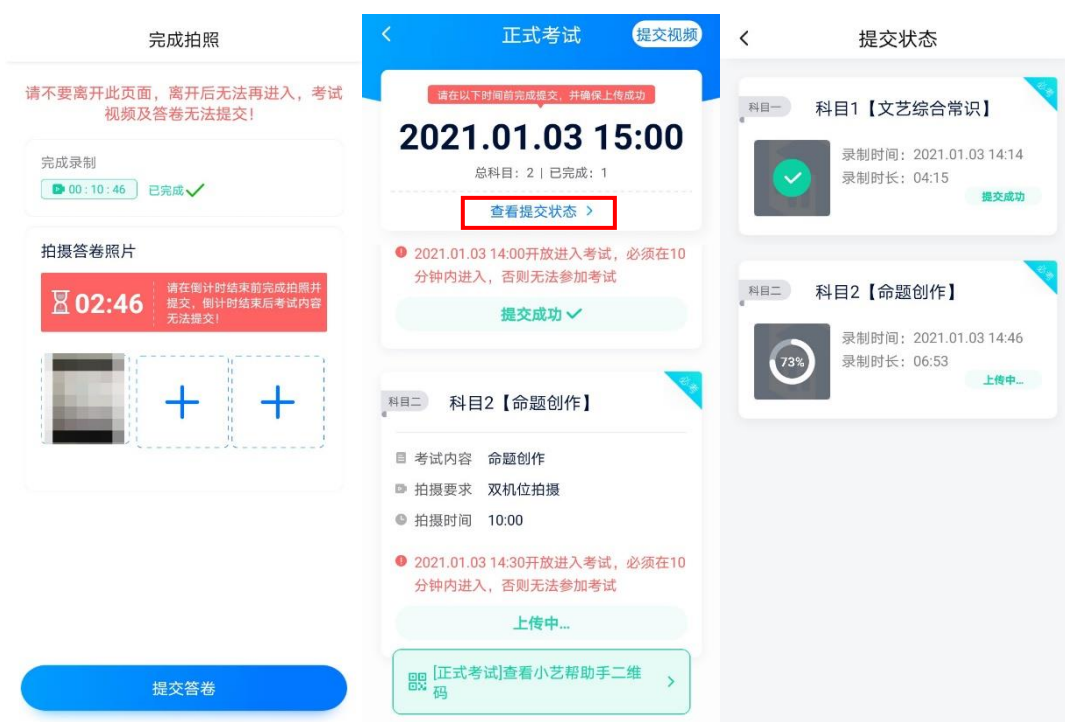 完成拍照
请不要离开此页面，离开后无法再进入，考试
视频及答卷无法提交！
完成录制
00:10:46 已完成
拍摄答卷照片
02:46
请在倒计时结束前完成拍照并
提交，倒计时结束后考试内容
无法提交！
提交答卷
正式考试
提交视频
请在以下时间前完成提交，并确保上传成功
2021.01.03 15:00
总科目：2 | 已完成：1
查看提交状态
2021.01.03 14:00开放进入考试，必须在10
分钟内进入，否则无法参加考试
提交成功
必考
科目二 科目2【命题创作】
考试内容 命题创作
拍摄要求 双机位拍摄
拍摄时间 10:00
2021.01.03 14:30开放进入考试，必须在10
分钟内进入，否则无法参加考试
上传中...
[正式考试]查看小艺帮助手二维
码
提交状态
必考
科目一 科目1【文艺综合常识】
录制时间：2021.01.03 14:14
录制时长：04:15
提交成功
必考
科目二 科目2【命题创作】
73%
录制时间：2021.01.03 14:46
录制时长：06:53
上传中...